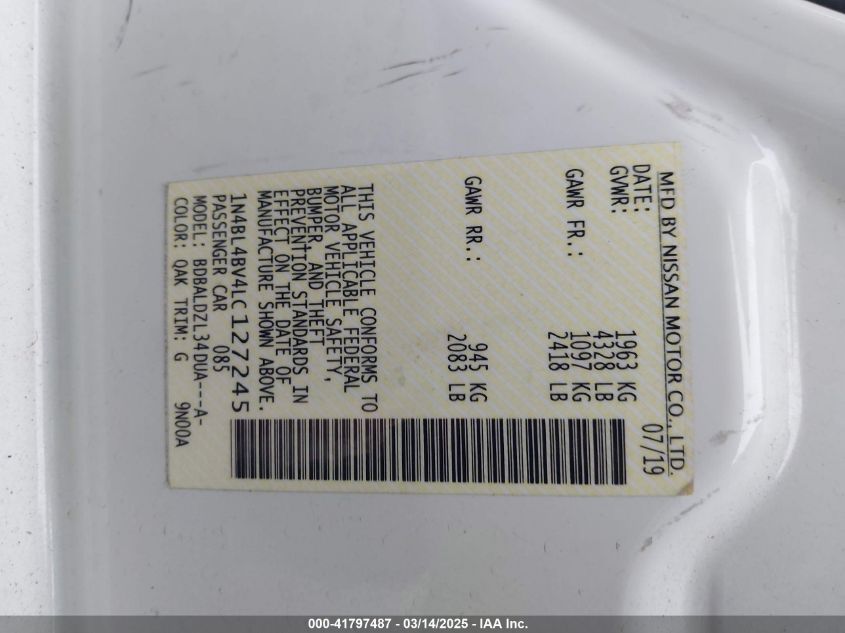 MFD BY NISSAN MOTOR CO., LTD.
DATE: 07/19
GVWR: 1963 KG
4328 LB
GAWR FR.: 1097 KG
2418 LB
GAWR RR.: 945 KG
2083 LB
THIS VEHICLE CONFORMS TO
ALL APPLICABLE FEDERAL
MOTOR VEHICLE SAFETY,
BUMPER, AND THEFT
PREVENTION STANDARDS IN
EFFECT ON THE DATE OF
MANUFACTURE SHOWN ABOVE.
1N4BL4BV4LC127245
PASSENGER CAR 085
MODEL: BDBALDZL34DUA---A-
COLOR: QAK TRIM: G 9N00A
000-41797487 - 03/14/2025 - IAA Inc.